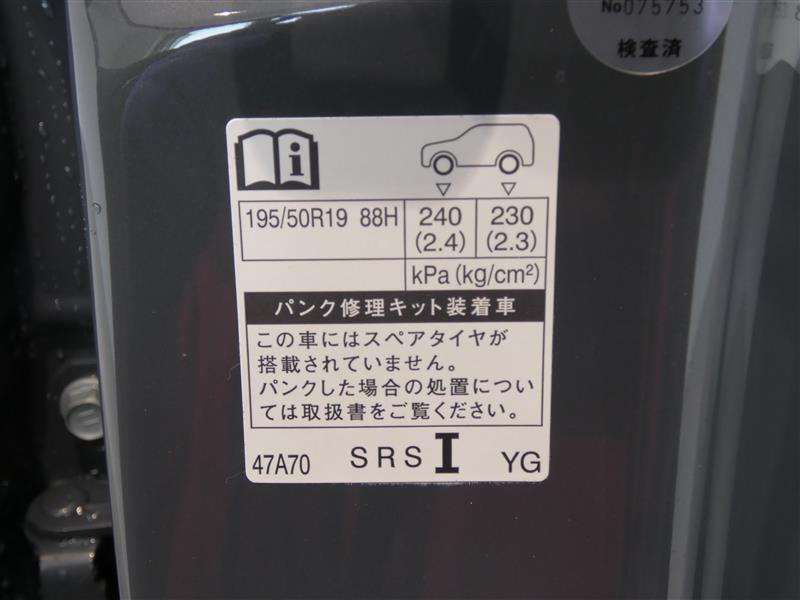 No075753
検査済
195/50R19 88H 240 230
(2.4) (2.3)
kPa (kg/cm²)
パンク修理キット装着車
この車にはスペアタイヤが
搭載されていません。
パンクした場合の処置につい
ては取扱書をご覧ください。
47A70 SRS I YG